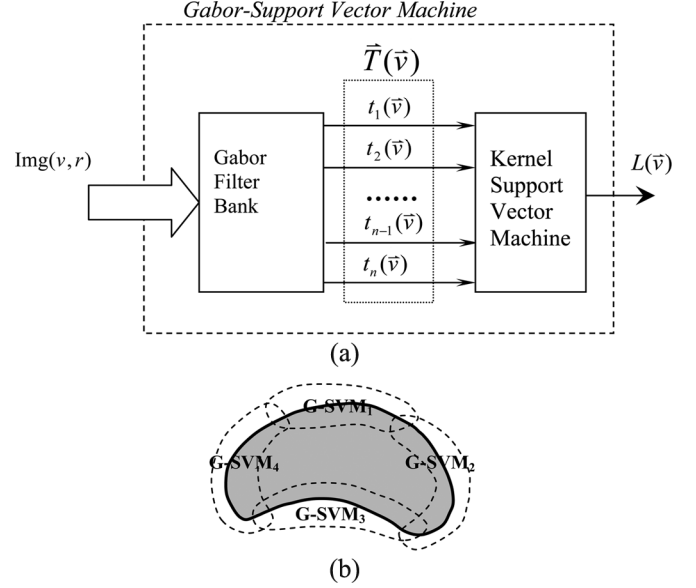 Gabor-Support Vector Machine
T⃗(v⃗)
t₁(v⃗)
t₂(v⃗)
......
tₙ₋₁(v⃗)
tₙ(v⃗)
Img(v,r)
Gabor
Filter
Bank
Kernel
Support
Vector
Machine
L(v⃗)
(a)
G-SVM₁
G-SVM₄
G-SVM₂
G-SVM₃
(b)